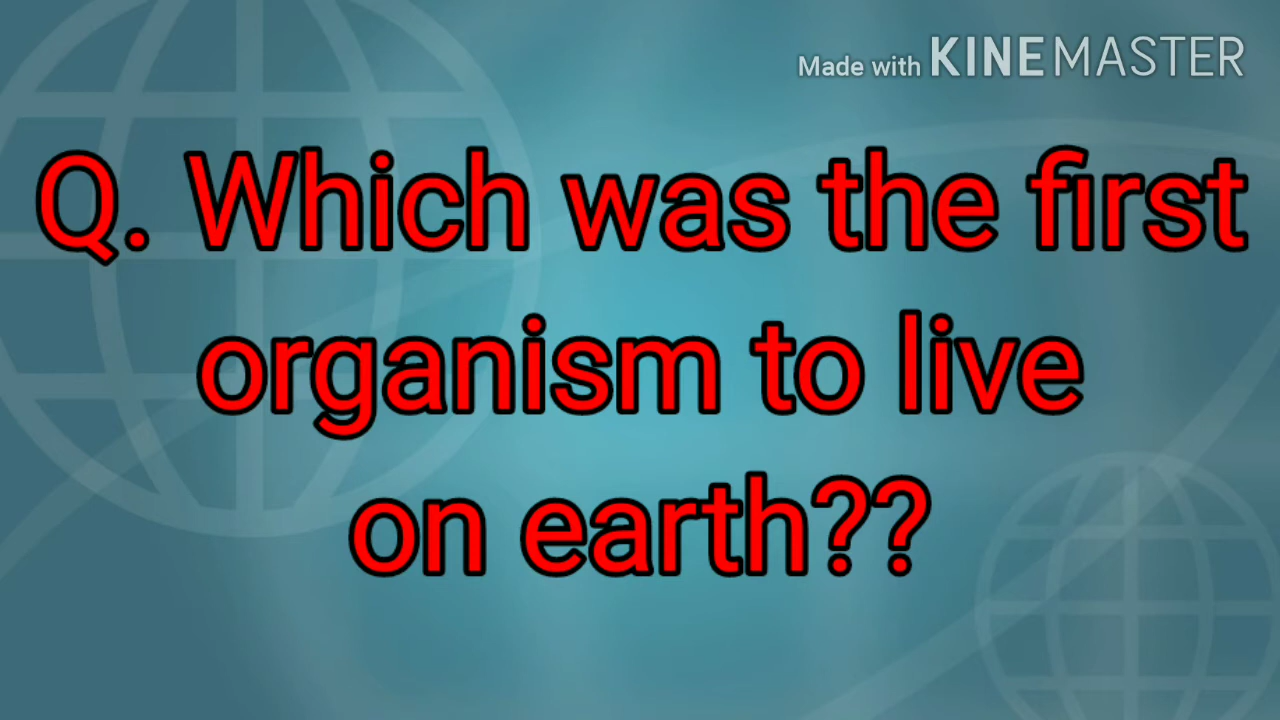 Made with KINEMASTER
Q. Which was the first
organism to live
on earth??